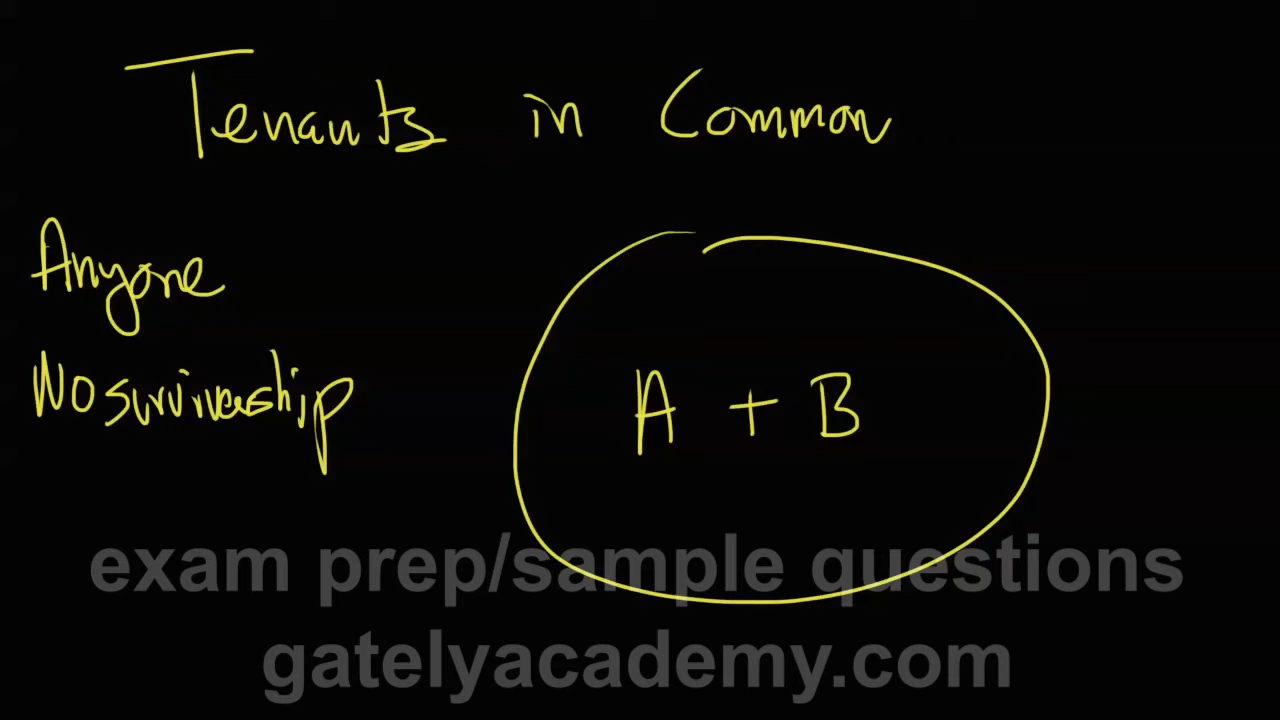 Tenants in Common
Anyone
No survivorship
A + B
exam prep/sample questions
gatelyacademy.com